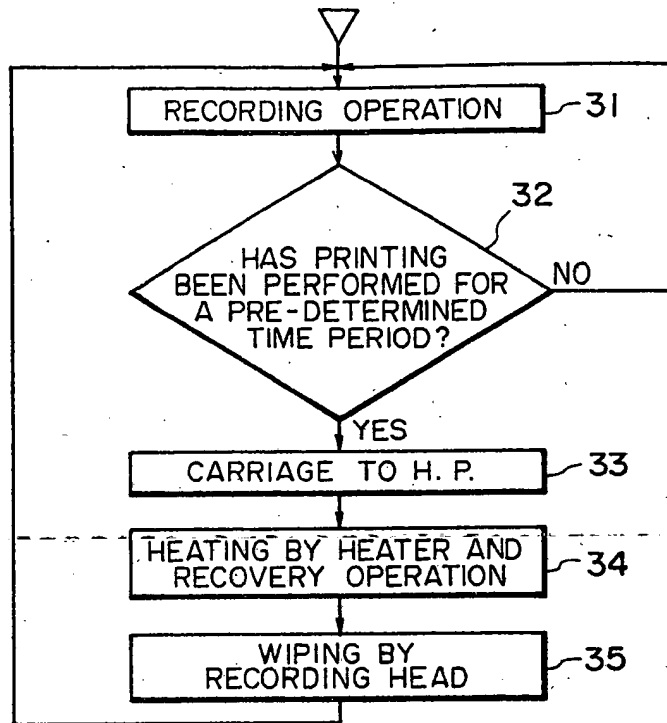 RECORDING OPERATION
31
32
HAS PRINTING
BEEN PERFORMED FOR
A PRE-DETERMINED
TIME PERIOD?
NO
YES
CARRIAGE TO H. P.
33
HEATING BY HEATER AND
RECOVERY OPERATION
34
WIPING BY
RECORDING HEAD
35